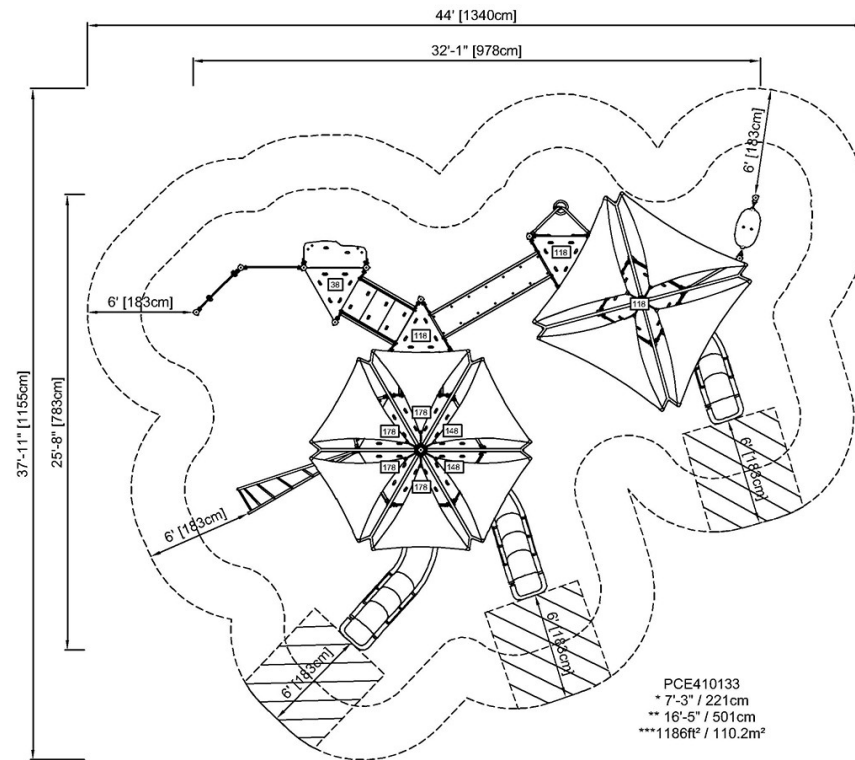 44' [1340cm]
32'-1" [978cm]
6' [183cm]
118
38
118
6' [183cm]
118
37'-11" [1155cm]
25'-8" [783cm]
178
178
148
178
148
178
6' [183cm]
6' [183cm]
6' [183cm]
6' [183cm]
PCE410133
* 7'-3" / 221cm
** 16'-5" / 501cm
***1186ft² / 110.2m²